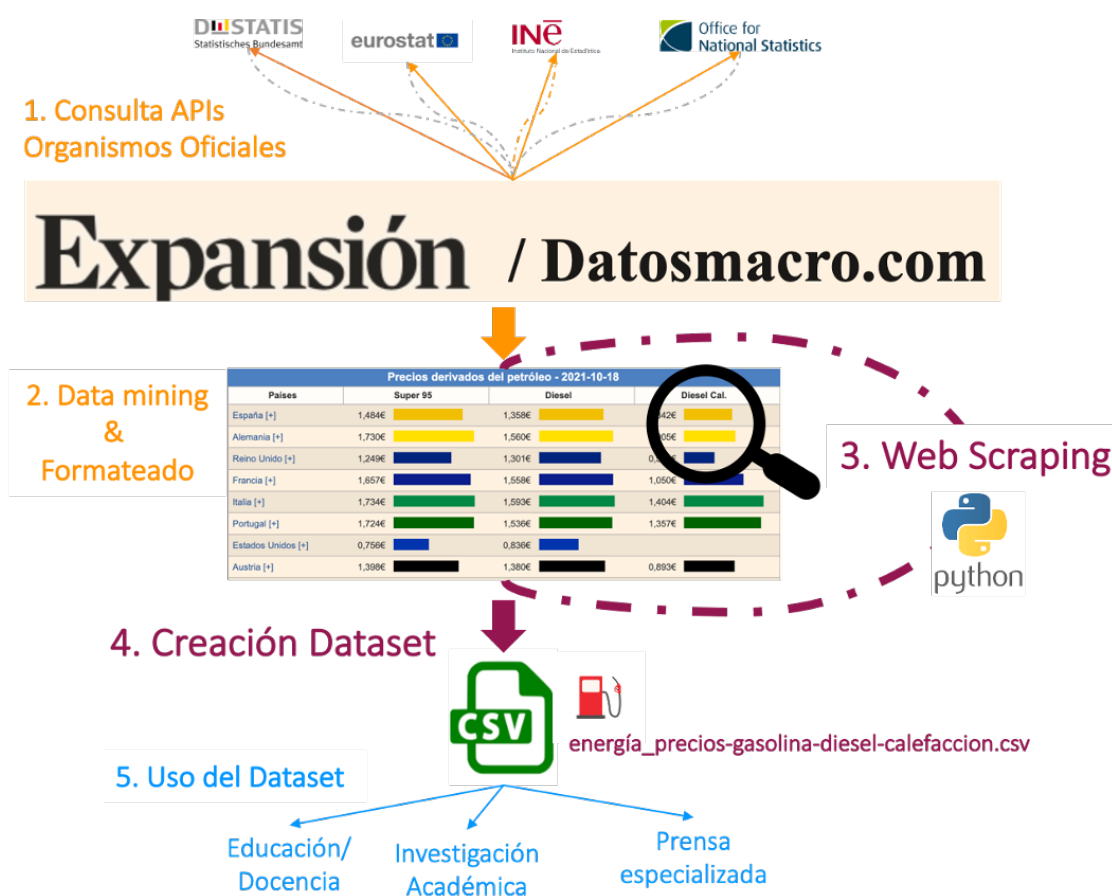 DESTATIS
Statistisches Bundesamt
eurostat
INē
Instituto Nacional de Estadística
Office for
National Statistics
1. Consulta APIs
Organismos Oficiales
Expansión / Datosmacro.com
2. Data mining
&
Formateado
Precios derivados del petróleo - 2021-10-18
Países Super 95 Diesel Diesel Cal.
España [+] 1,484€ 1,358€
Alemania [+] 1,730€ 1,560€
Reino Unido [+] 1,249€ 1,301€
Francia [+] 1,657€ 1,558€ 1,050€
Italia [+] 1,734€ 1,593€ 1,404€
Portugal [+] 1,724€ 1,536€ 1,357€
Estados Unidos [+] 0,756€ 0,836€
Austria [+] 1,398€ 1,380€ 0,893€
3. Web Scraping
python
4. Creación Dataset
CSV
energía_precios-gasolina-diesel-calefaccion.csv
5. Uso del Dataset
Educación/
Docencia
Investigación
Académica
Prensa
especializada